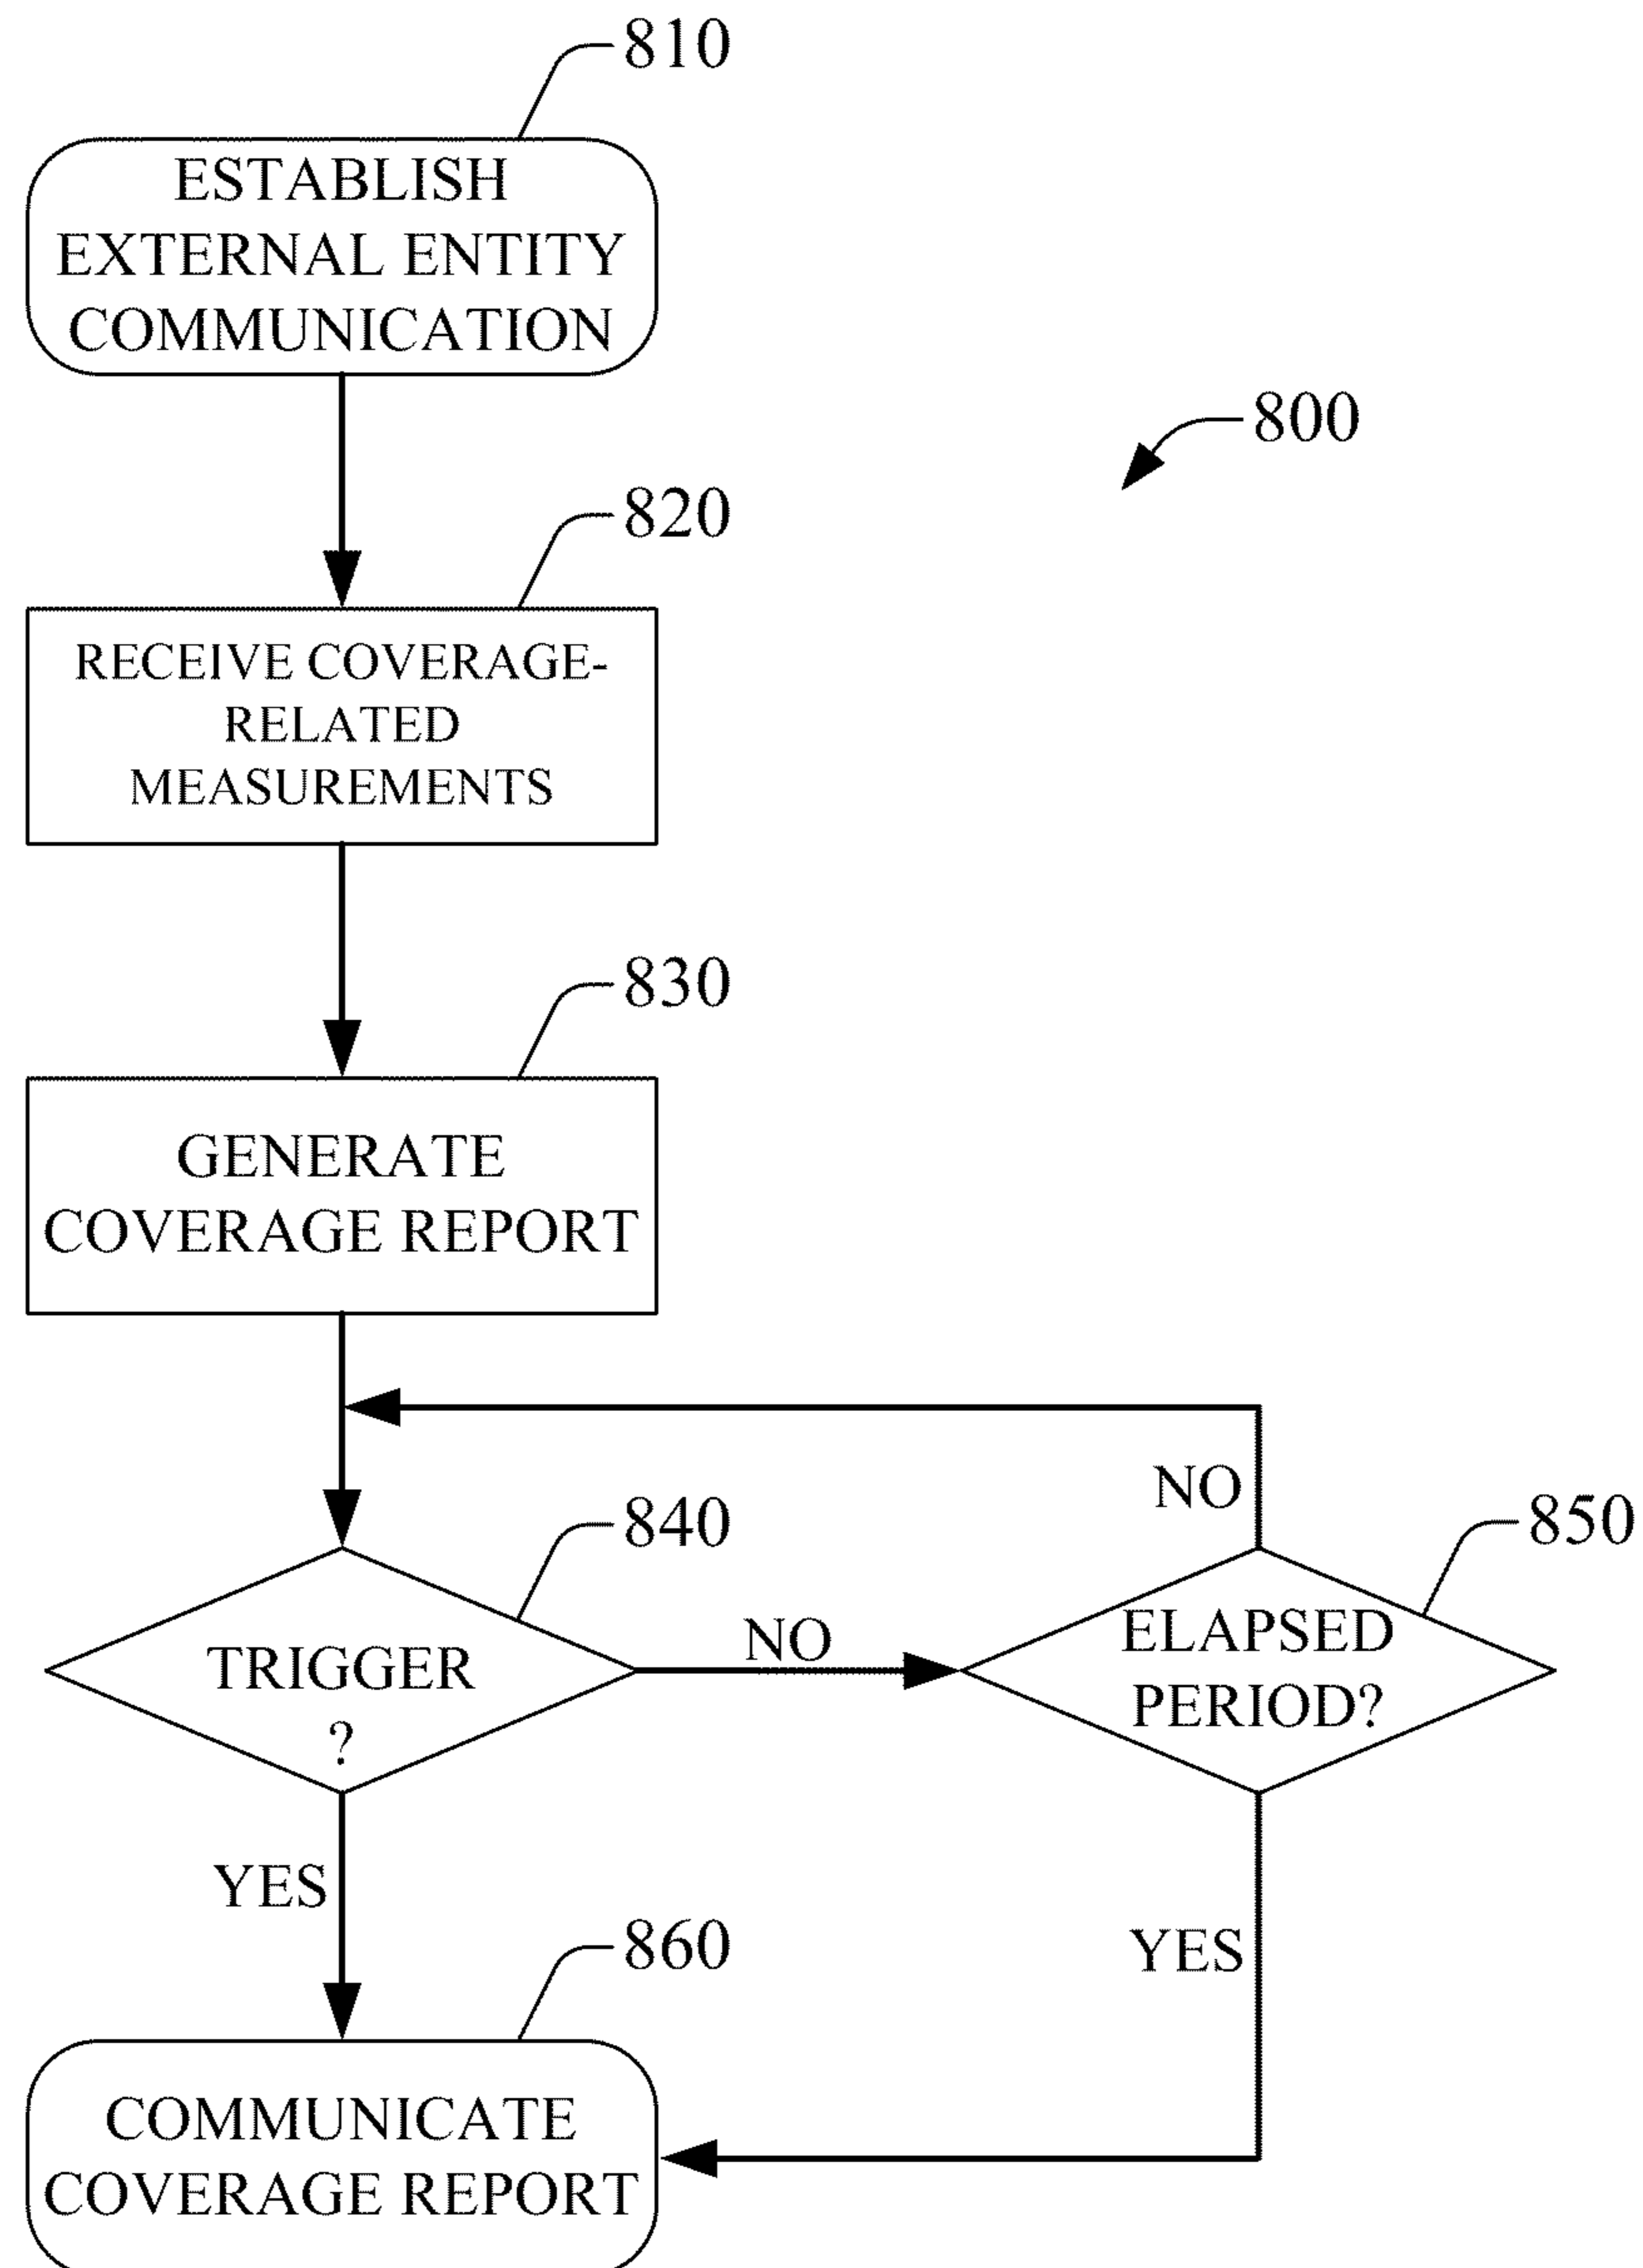 810
ESTABLISH
EXTERNAL ENTITY
COMMUNICATION
800
820
RECEIVE COVERAGE-
RELATED
MEASUREMENTS
830
GENERATE
COVERAGE REPORT
NO
840
850
TRIGGER
?
NO
ELAPSED
PERIOD?
YES
YES
860
COMMUNICATE
COVERAGE REPORT